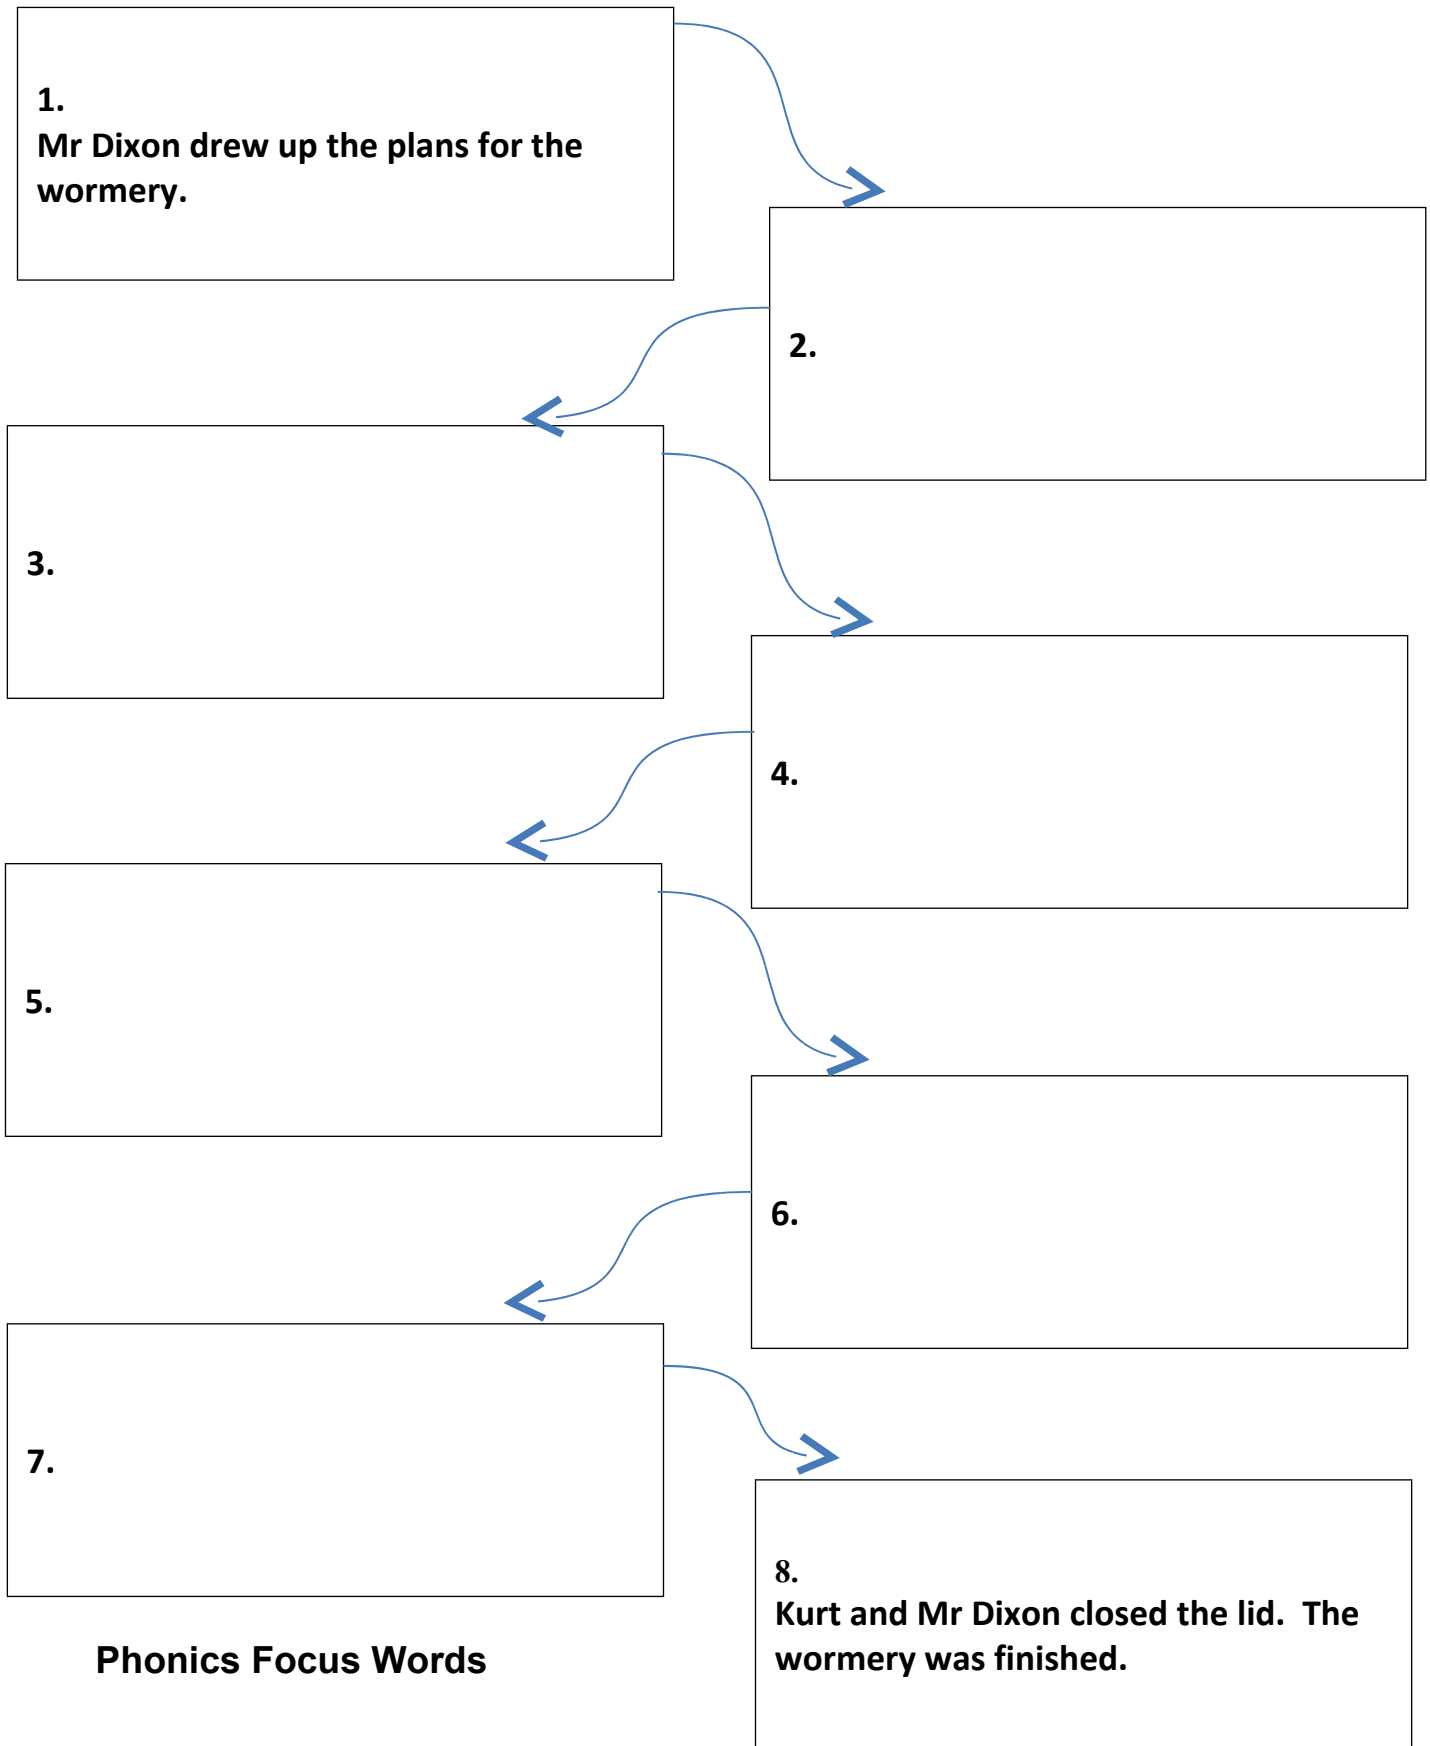 1.
Mr Dixon drew up the plans for the
wormery.
2.
3.
4.
5.
6.
7.
8.
Kurt and Mr Dixon closed the lid.  The
wormery was finished.
Phonics Focus Words